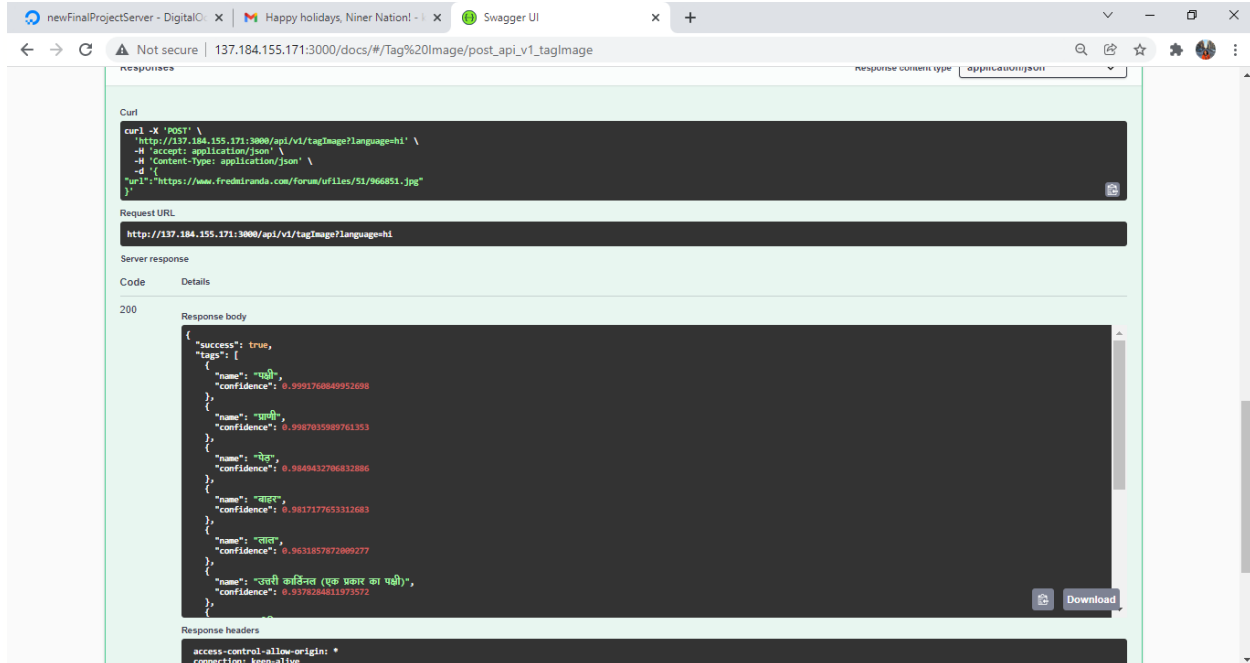 newFinalProjectServer - DigitalOc
Happy holidays, Niner Nation! -
Swagger UI
Not secure
137.184.155.171:3000/docs/#/Tag%20Image/post_api_v1_tagImage
Responses
Response content type
application/json
Curl
curl -X 'POST' \
'http://137.184.155.171:3000/api/v1/tagImage?language=hi' \
-H 'accept: application/json' \
-H 'Content-Type: application/json' \
-d '{
"url":"https://www.fredmiranda.com/forum/ufiles/51/966851.jpg"
}'
Request URL
http://137.184.155.171:3000/api/v1/tagImage?language=hi
Server response
Code
Details
200
Response body
{
"success": true,
"tags": [
{
"name": "पक्षी",
"confidence": 0.9991760849952698
},
{
"name": "प्राणी",
"confidence": 0.9987035989761353
},
{
"name": "पेड़",
"confidence": 0.9849432706832886
},
{
"name": "बाहर",
"confidence": 0.9817177653312683
},
{
"name": "लाल",
"confidence": 0.9631857872009277
},
{
"name": "उत्तरी कार्डिनल (एक प्रकार का पक्षी)",
"confidence": 0.9378284811973572
},
{
Download
Response headers
access-control-allow-origin: *
connection: keep-alive